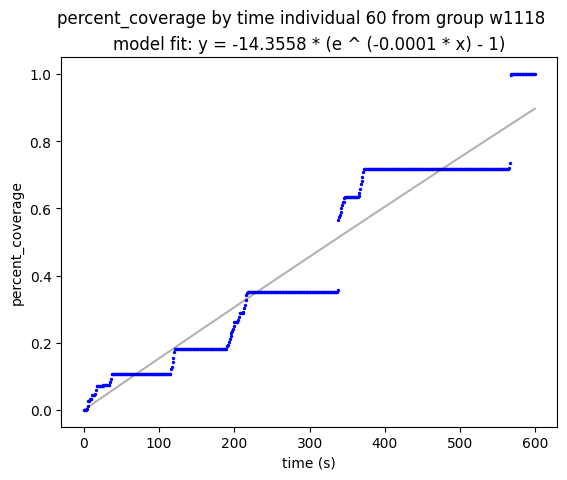 percent_coverage by time individual 60 from group w1118
model fit: y = -14.3558 * (e ^ (-0.0001 * x) - 1)
1.0
0.8
0.6
0.4
0.2
0.0
percent_coverage
0 100 200 300 400 500 600
time (s)